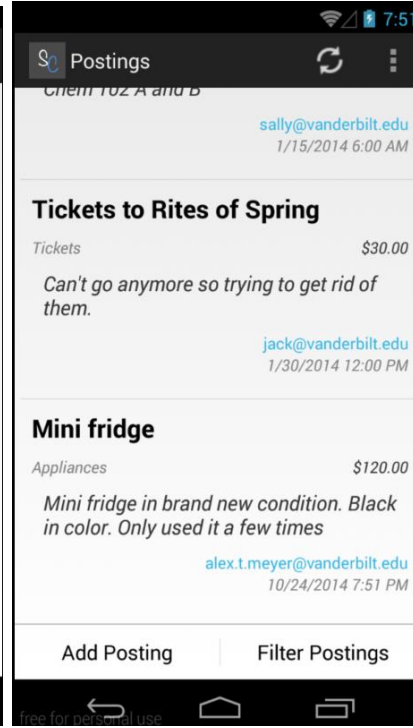 7:51
SC Postings
Chem 102 A and B
sally@vanderbilt.edu
1/15/2014 6:00 AM
Tickets to Rites of Spring
Tickets $30.00
Can't go anymore so trying to get rid of
them.
jack@vanderbilt.edu
1/30/2014 12:00 PM
Mini fridge
Appliances $120.00
Mini fridge in brand new condition. Black
in color. Only used it a few times
alex.t.meyer@vanderbilt.edu
10/24/2014 7:51 PM
Add Posting Filter Postings
free for personal use